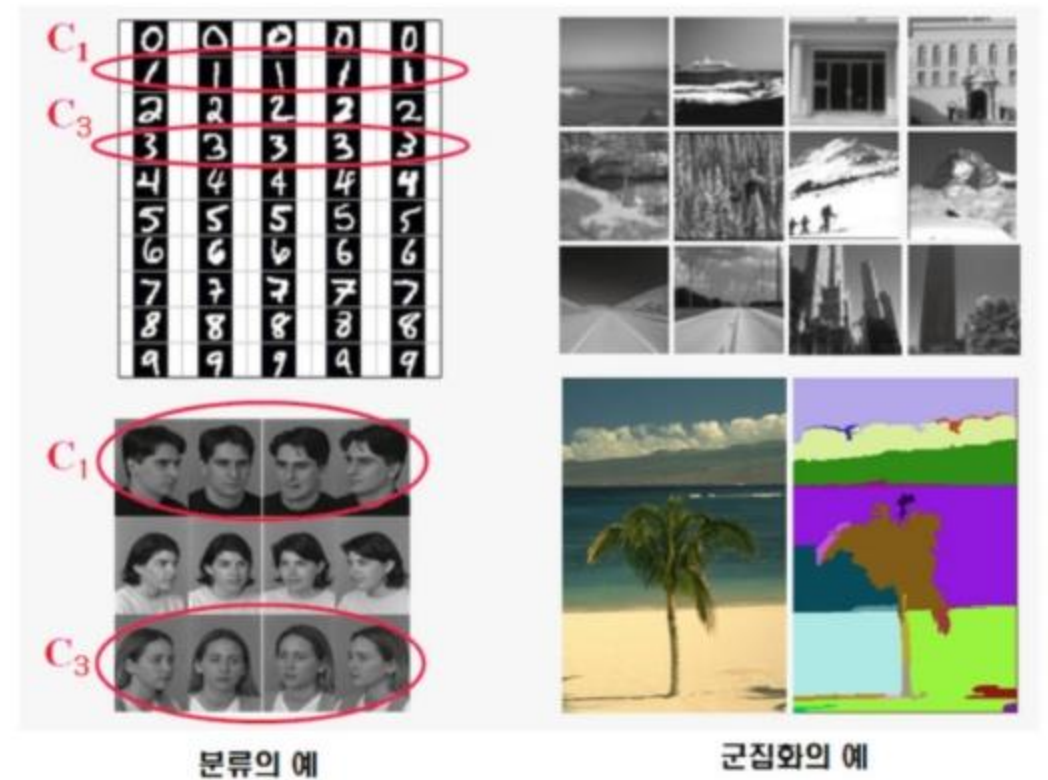 C1
0 0 0 0 0
1 1 1 1 1
C3
2 2 2 2 2
3 3 3 3 3
4 4 4 4 4
5 5 5 5 5
6 6 6 6 6
7 7 7 7 7
8 8 8 8 8
9 9 9 9 9
C1
C3
분류의 예
군집화의 예